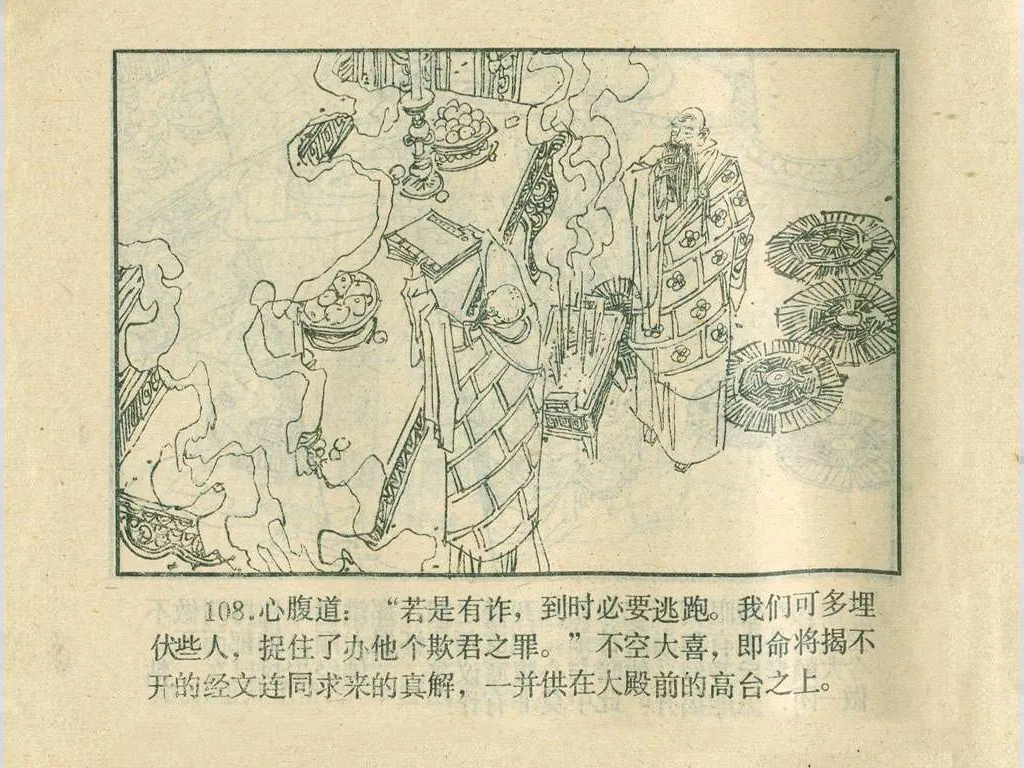 108.心腹道：“若是有诈，到时必要逃跑。我们可多埋
伏些人，捉住了办他个欺君之罪。”不空大喜，即命将揭不
开的经文连同求来的真解，一并供在大殿前的高台之上。